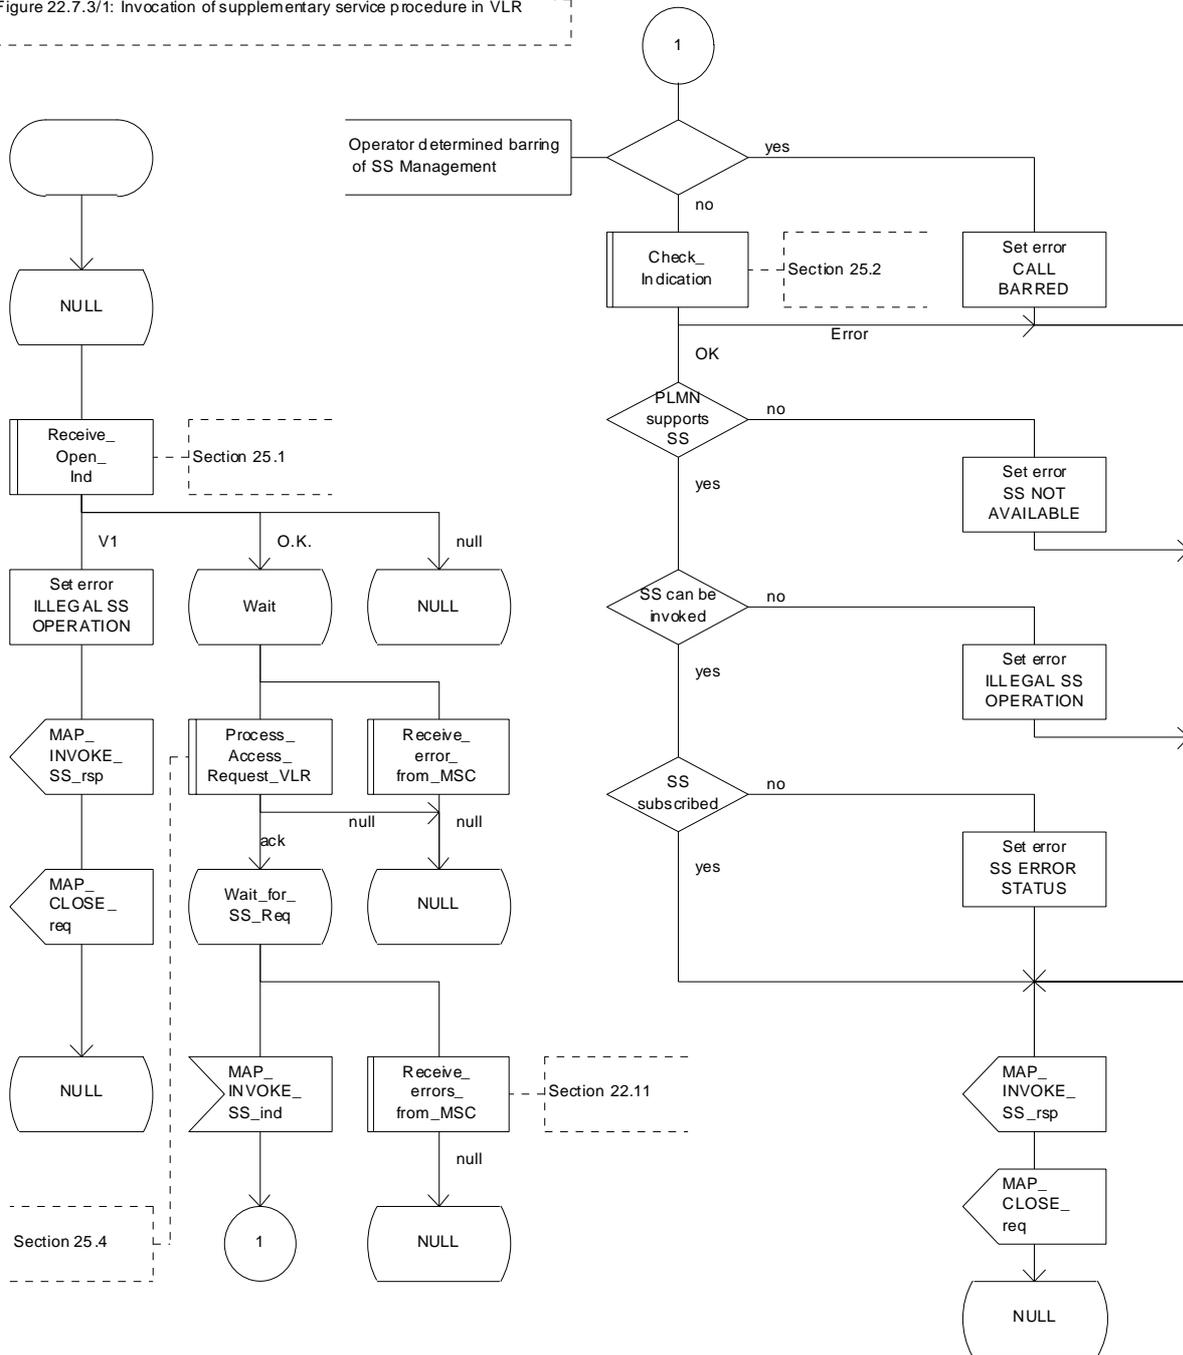 Figure 22.7.3/1: Invocation of supplementary service procedure in VLR
1
Operator determined barring
of SS Management
yes
no
Check_
Indication
Section 25.2
Set error
CALL
BARRED
Error
OK
PLMN
supports
SS
no
yes
Set error
SS NOT
AVAILABLE
SS can be
invoked
no
yes
Set error
ILLEGAL SS
OPERATION
SS
subscribed
no
yes
Set error
SS ERROR
STATUS
MAP_
INVOKE_
SS_rsp
MAP_
CLOSE_
req
NULL
NULL
Receive_
Open_
Ind
Section 25.1
V1
O.K.
null
Set error
ILLEGAL SS
OPERATION
Wait
NULL
MAP_
INVOKE_
SS_rsp
Process_
Access_
Request_VLR
Receive_
error_
from_MSC
null
null
ack
MAP_
CLOSE_
req
Wait_for_
SS_Req
NULL
NULL
MAP_
INVOKE_
SS_ind
Receive_
errors_
from_MSC
Section 22.11
null
Section 25.4
1
NULL